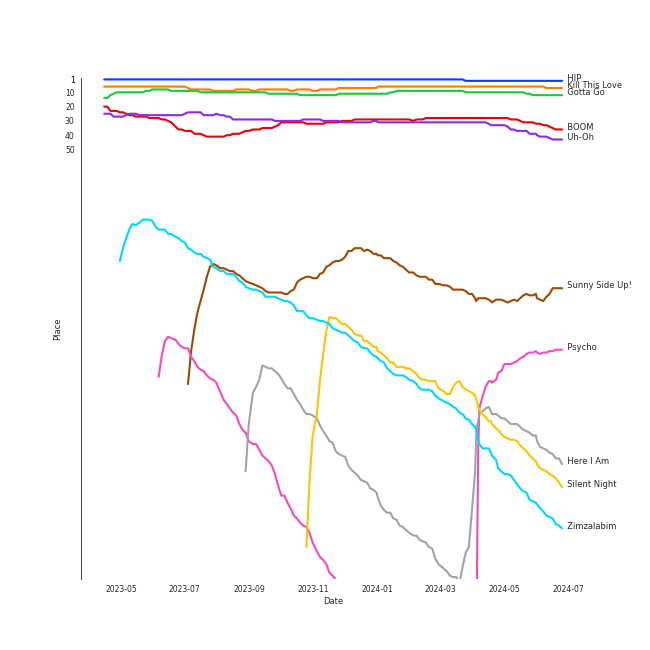 1
10
20
30
40
50
Place
HIP
Kill This Love
Gotta Go
BOOM
Uh-Oh
Sunny Side Up!
Psycho
Here I Am
Silent Night
Zimzalabim
2023-05 2023-07 2023-09 2023-11 2024-01 2024-03 2024-05 2024-07
Date